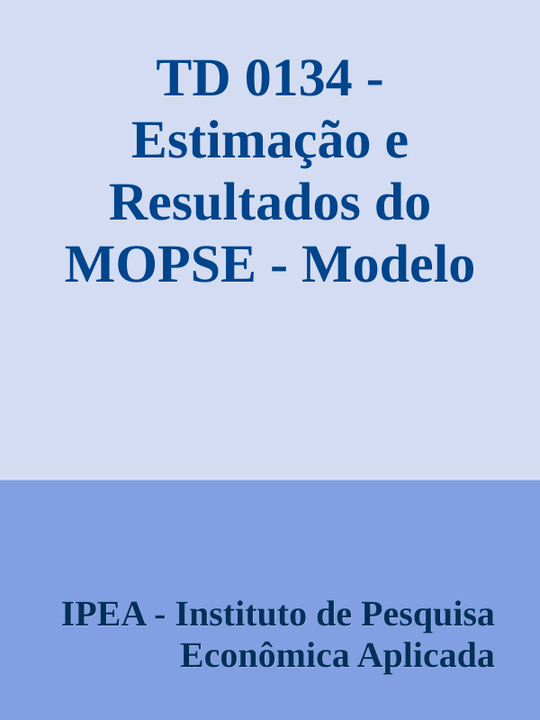 TD 0134 -
Estimação e
Resultados do
MOPSE - Modelo
IPEA - Instituto de Pesquisa
Econômica Aplicada